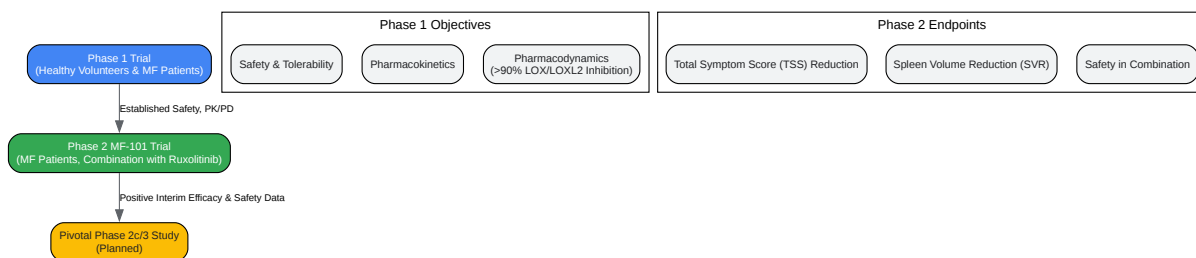 Phase 1 Objectives
Phase 2 Endpoints
Phase 1 Trial
(Healthy Volunteers & MF Patients)
Safety & Tolerability
Pharmacokinetics
Pharmacodynamics
(>90% LOX/LOXL2 Inhibition)
Total Symptom Score (TSS) Reduction
Spleen Volume Reduction (SVR)
Safety in Combination
Established Safety, PK/PD
Phase 2 MF-101 Trial
(MF Patients, Combination with Ruxolitinib)
Positive Interim Efficacy & Safety Data
Pivotal Phase 2c/3 Study
(Planned)